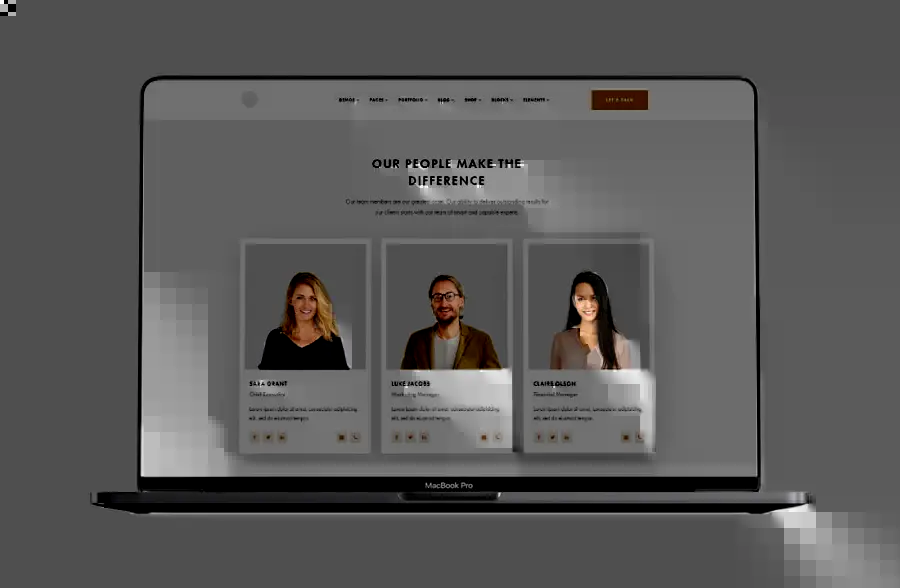 DEMOS PAGES PORTFOLIO BLOG SHOP BLOCKS ELEMENTS LET'S TALK
OUR PEOPLE MAKE THE
DIFFERENCE
Our team members are our greatest asset. Our ability to deliver outstanding results for
our clients starts with our team of smart and capable experts.
SARA GRANT
Chief Executive
Lorem ipsum dolor sit amet, consectetur adipiscing
elit, sed do eiusmod tempor.
LUKE JACOBS
Marketing Manager
Lorem ipsum dolor sit amet, consectetur adipiscing
elit, sed do eiusmod tempor.
CLAIRE OLSON
Financial Manager
Lorem ipsum dolor sit amet, consectetur adipiscing
elit, sed do eiusmod tempor.
MacBook Pro